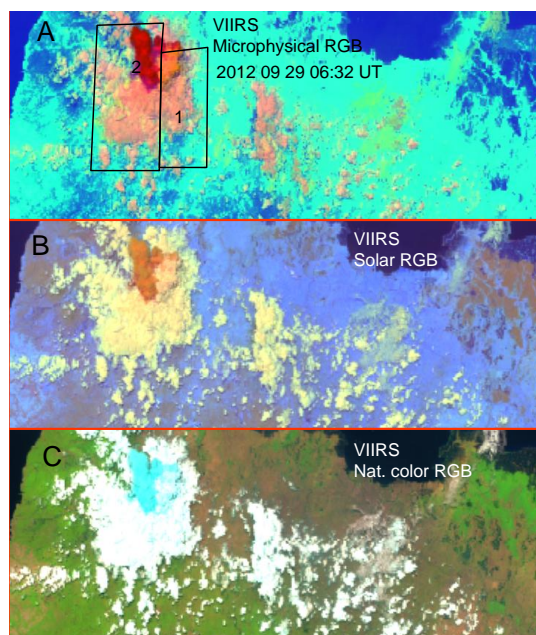 A
VIIRS
Microphysical RGB
2012 09 29 06:32 UT
2
1
B
VIIRS
Solar RGB
C
VIIRS
Nat. color RGB